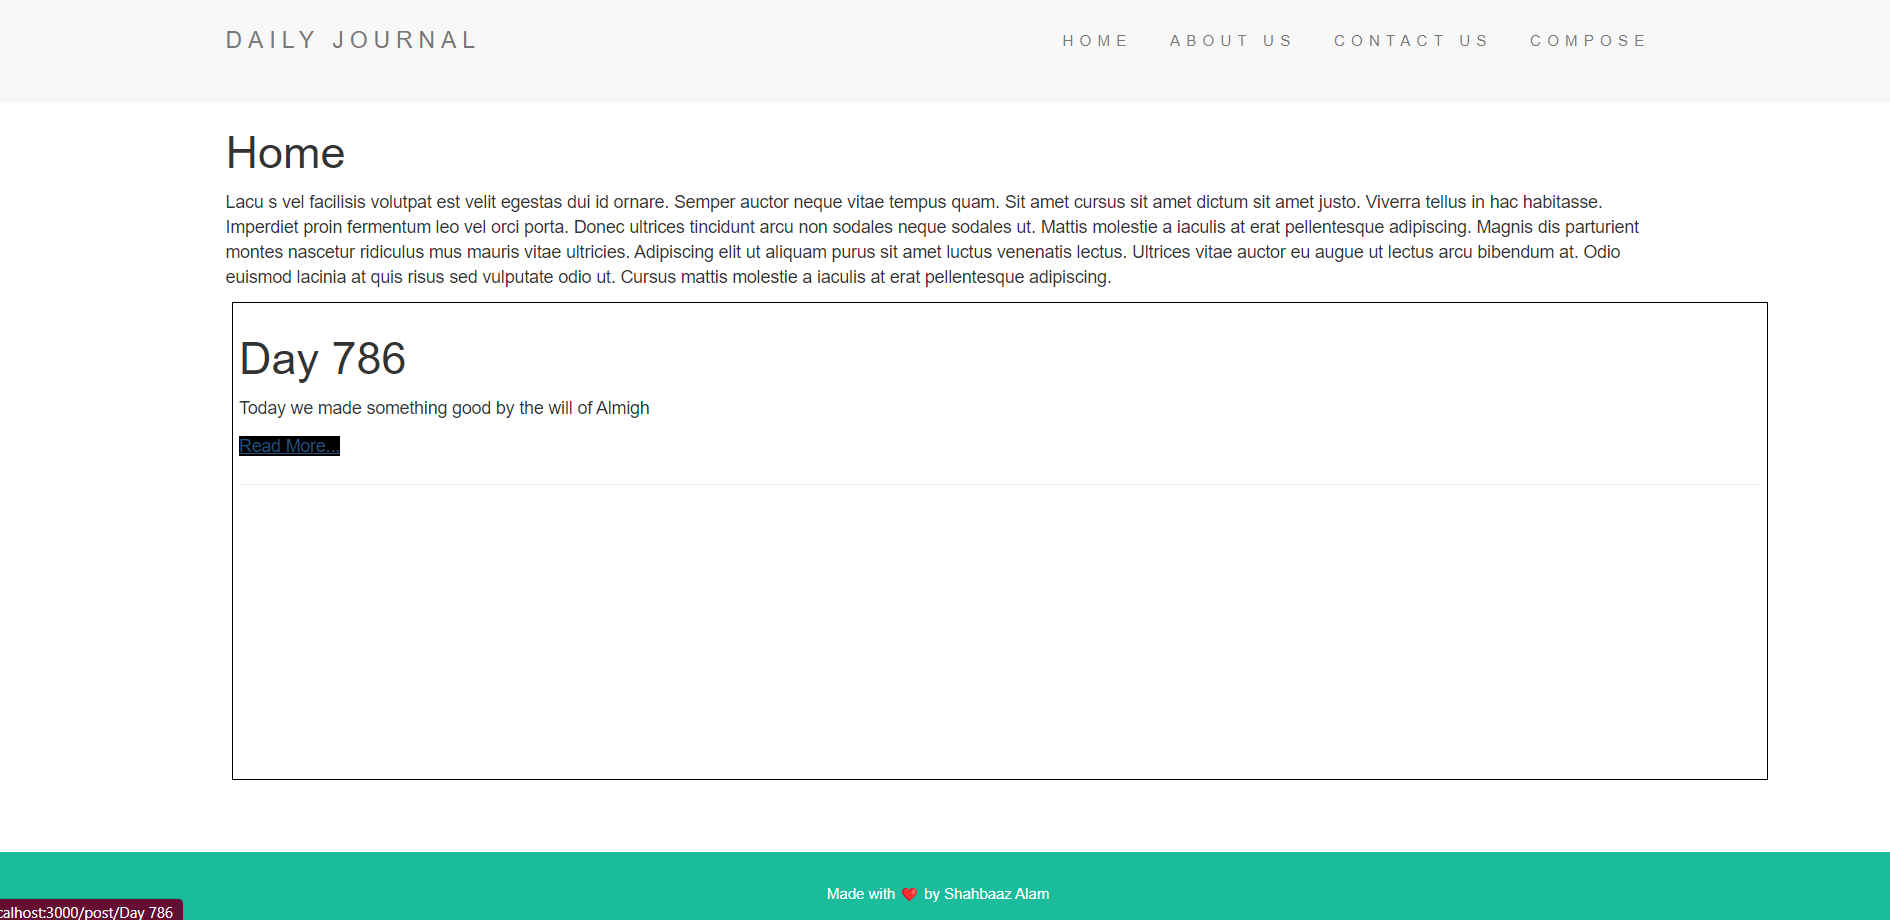 DAILY JOURNAL
HOME ABOUT US CONTACT US COMPOSE
Home
Lacu s vel facilisis volutpat est velit egestas dui id ornare. Semper auctor neque vitae tempus quam. Sit amet cursus sit amet dictum sit amet justo. Viverra tellus in hac habitasse.
Imperdiet proin fermentum leo vel orci porta. Donec ultrices tincidunt arcu non sodales neque sodales ut. Mattis molestie a iaculis at erat pellentesque adipiscing. Magnis dis parturient
montes nascetur ridiculus mus mauris vitae ultricies. Adipiscing elit ut aliquam purus sit amet luctus venenatis lectus. Ultrices vitae auctor eu augue ut lectus arcu bibendum at. Odio
euismod lacinia at quis risus sed vulputate odio ut. Cursus mattis molestie a iaculis at erat pellentesque adipiscing.
Day 786
Today we made something good by the will of Almigh
Read More...
Made with ❤️ by Shahbaaz Alam
calhost:3000/post/Day 786